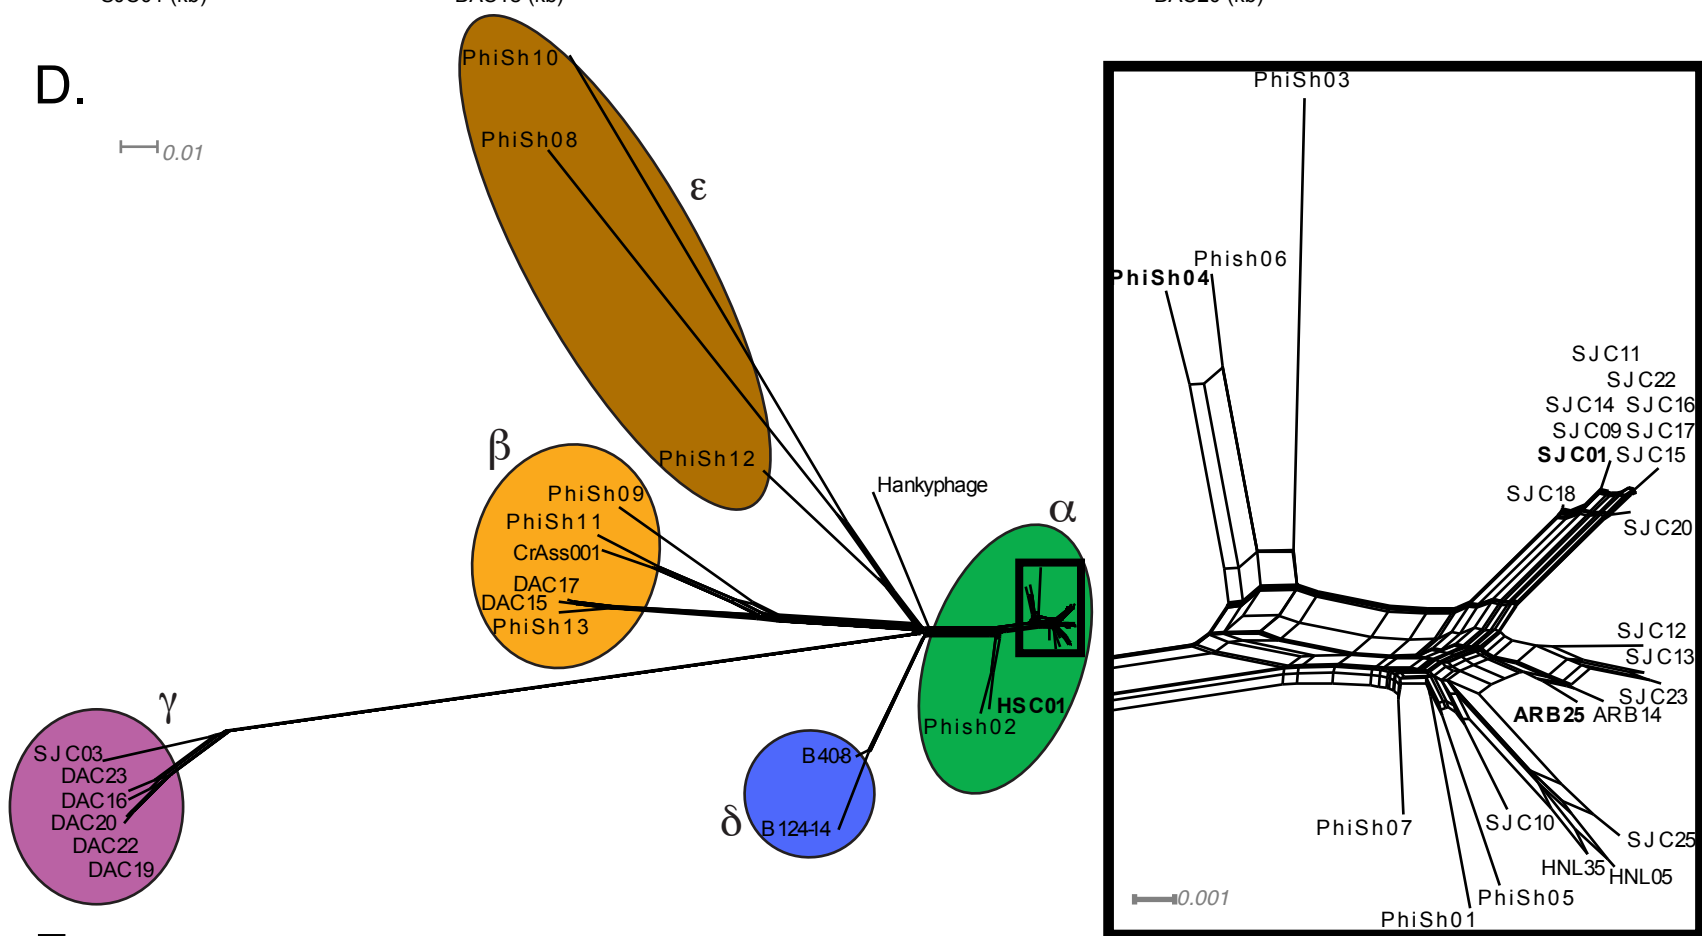 D.
0.01
PhiSh10
PhiSh08
ε
PhiSh12
β
PhiSh09
PhiSh11
CrAss001
DAC17
DAC15
PhiSh13
Hankyphage
α
HSC01
Phish02
γ
SJC03
DAC23
DAC16
DAC20
DAC22
DAC19
δ
B408
B124-14
PhiSh03
Phish06
PhiSh04
SJC11
SJC22
SJC14 SJC16
SJC09 SJC17
SJC01 SJC15
SJC18
SJC20
SJC12
SJC13
SJC23
ARB25 ARB14
PhiSh07
SJC10
SJC25
HNL35 HNL05
PhiSh05
PhiSh01
0.001